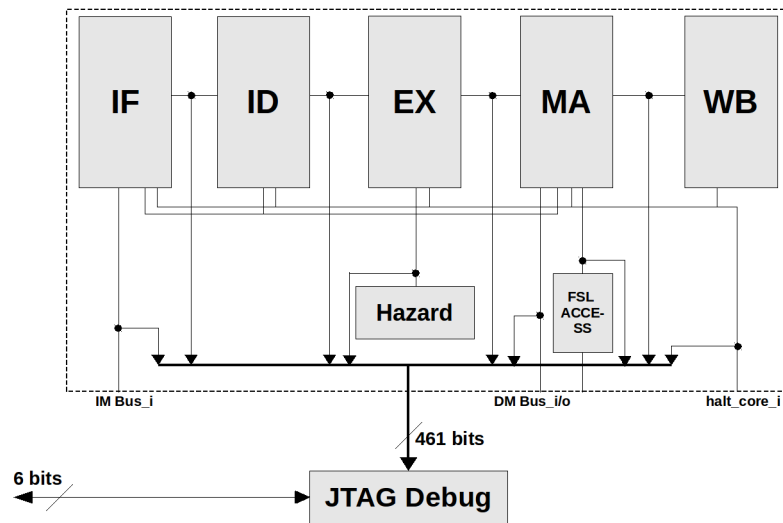 IF
ID
EX
MA
WB
Hazard
FSL
ACCE-
SS
IM Bus_i
DM Bus_i/o
halt_core_i
461 bits
6 bits
JTAG Debug